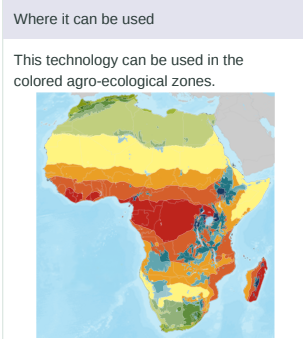 Where it can be used
This technology can be used in the
colored agro-ecological zones.